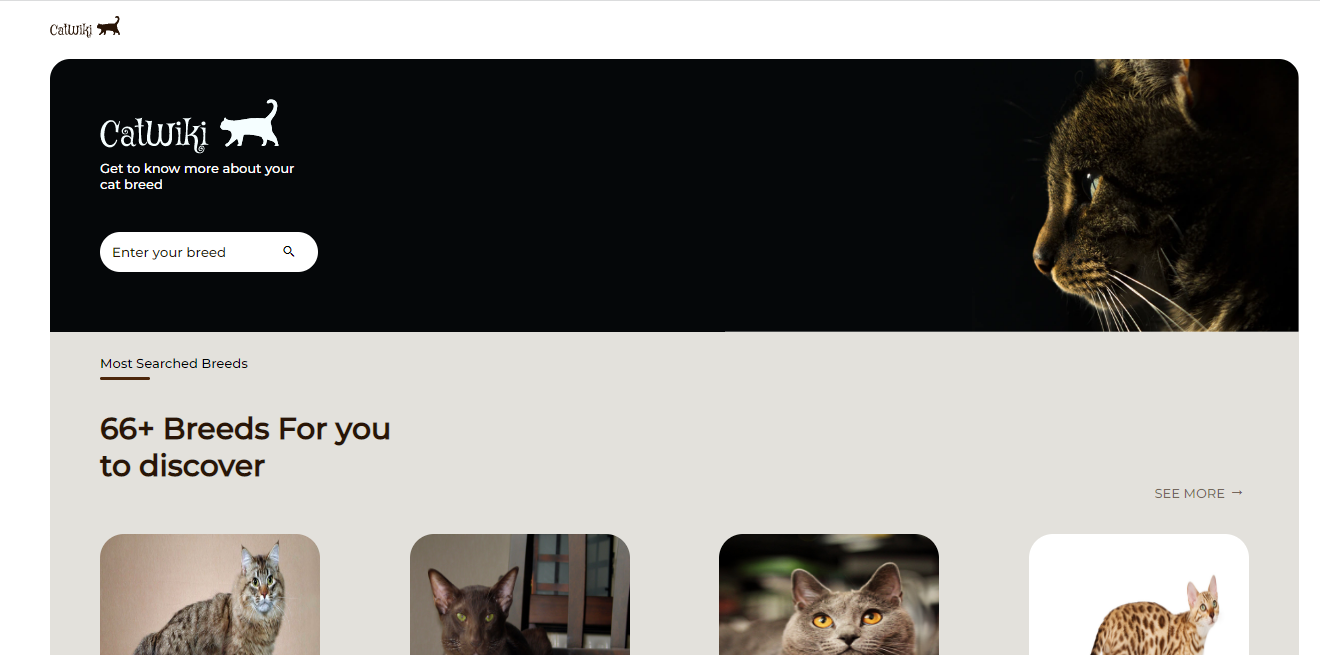 CatWiki
CatWiki
Get to know more about your
cat breed
Enter your breed
Most Searched Breeds
66+ Breeds For you
to discover
SEE MORE →